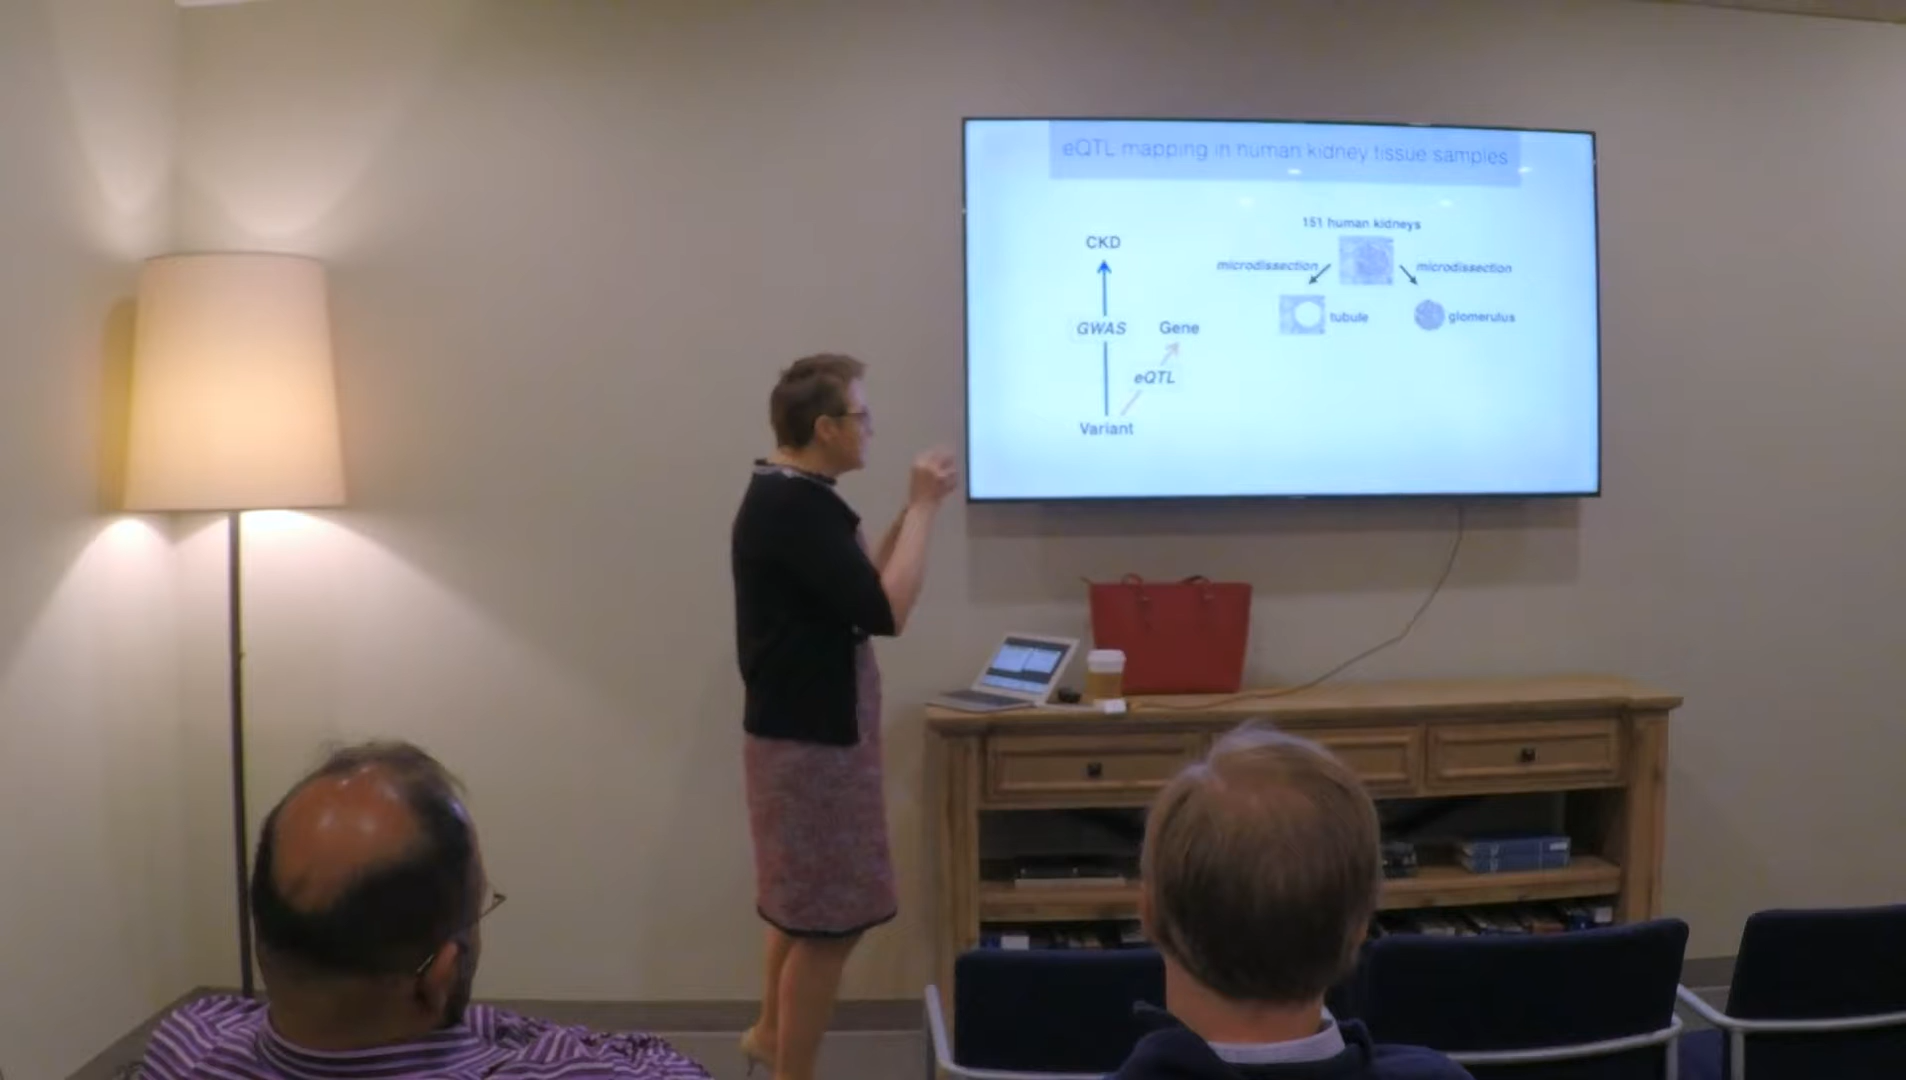 eQTL mapping in human kidney tissue samples
151 human kidneys
CKD
microdissection
microdissection
tubule
glomerulus
GWAS
Gene
eQTL
Variant